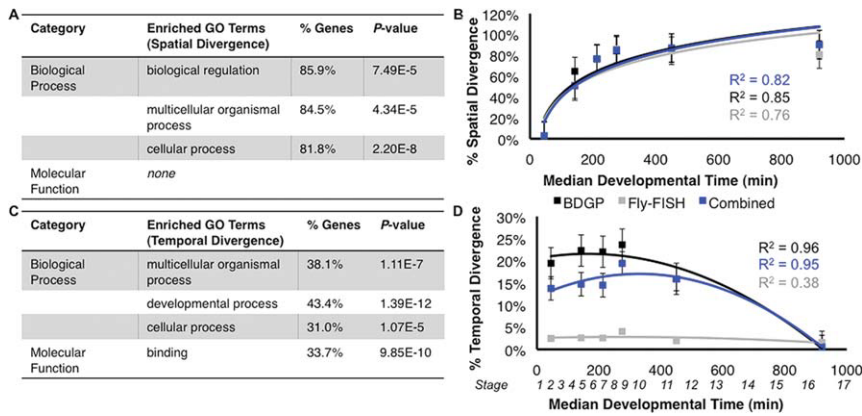 A
Category Enriched GO Terms % Genes P-value
(Spatial Divergence)
Biological biological regulation 85.9% 7.49E-5
Process
multicellular organismal 84.5% 4.34E-5
process
cellular process 81.8% 2.20E-8
Molecular none
Function
B
% Spatial Divergence
120%
100%
80%
60%
40%
20%
0%
R² = 0.82
R² = 0.85
R² = 0.76
0 200 400 600 800 1000
Median Developmental Time (min)
C
Category Enriched GO Terms % Genes P-value
(Temporal Divergence)
Biological multicellular organismal 38.1% 1.11E-7
Process process
developmental process 43.4% 1.39E-12
cellular process 31.0% 1.07E-5
Molecular binding 33.7% 9.85E-10
Function
D
BDGP Fly-FISH Combined
% Temporal Divergence
30%
25%
20%
15%
10%
5%
0%
R² = 0.96
R² = 0.95
R² = 0.38
0 200 400 600 800 1000
Stage 1 2 3 4 5 6 7 8 9 10 11 12 13 14 15 16 17
Median Developmental Time (min)